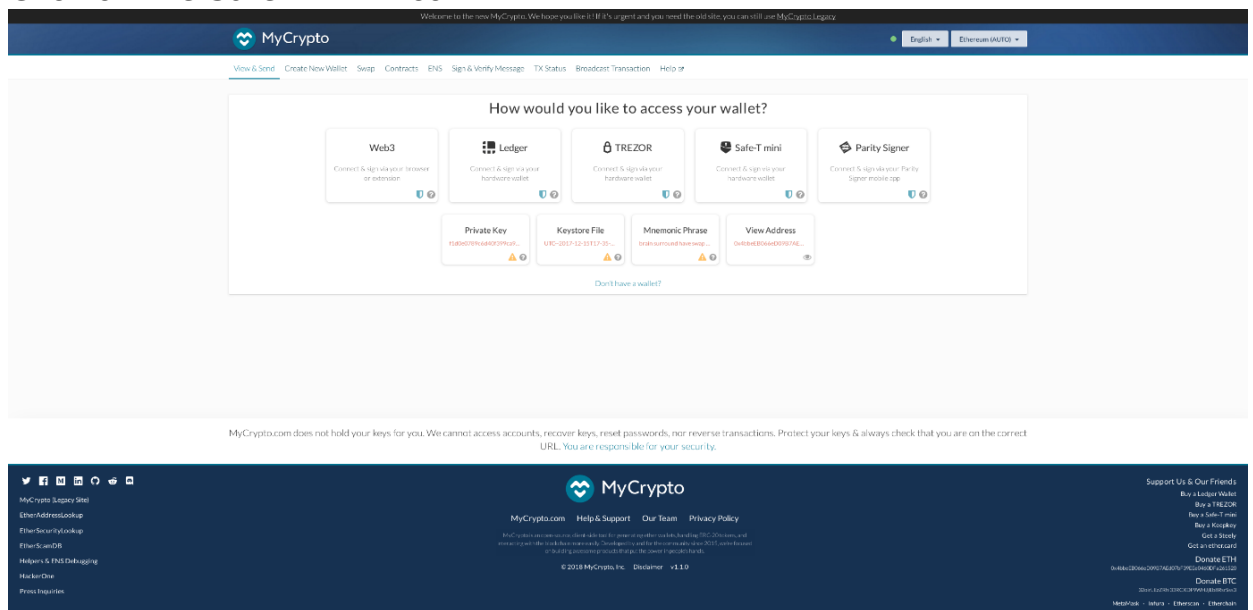 Welcome to the new MyCrypto. We hope you like it! If it's urgent and you need the old site, you can still use MyCrypto Legacy
MyCrypto
English
Ethereum (AUTO)
View & Send Create New Wallet Swap Contracts ENS Sign & Verify Message TX Status Broadcast Transaction Help
How would you like to access your wallet?
Web3 Ledger TREZOR Safe-T mini Parity Signer
Connect & sign via your browser or extension
Connect & sign via your hardware wallet
Connect & sign via your hardware wallet
Connect & sign via your hardware wallet
Connect & sign via your Parity Signer mobile app
Private Key Keystore File Mnemonic Phrase View Address
UTC--2017-12-15T17-35-...
brain surround have swap ...
Don't have a wallet?
MyCrypto.com does not hold your keys for you. We cannot access accounts, recover keys, reset passwords, nor reverse transactions. Protect your keys & always check that you are on the correct
URL. You are responsible for your security.
MyCrypto (Legacy Site)
EtherAddressLookup
EtherSecurityLookup
EtherScamDB
Helpers & ENS Debugging
HackerOne
Press Inquiries
MyCrypto
MyCrypto.com Help & Support Our Team Privacy Policy
© 2018 MyCrypto, Inc. Disclaimer v1.1.0
Support Us & Our Friends
Buy a Ledger Wallet
Buy a TREZOR
Buy a Safe-T mini
Buy a Keepkey
Get a Steely
Get an ether.card
Donate ETH
Donate BTC
MetaMask - Infura - Etherscan - Etherchain